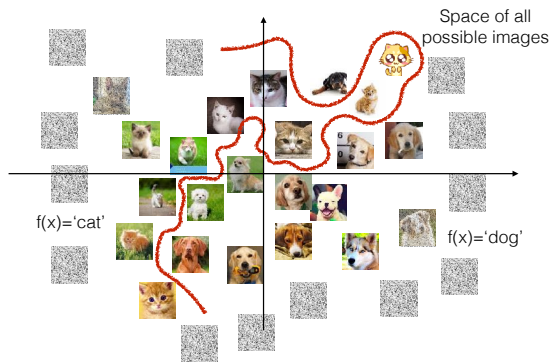 Space of all
possible images
f(x)=‘cat’
f(x)=‘dog’